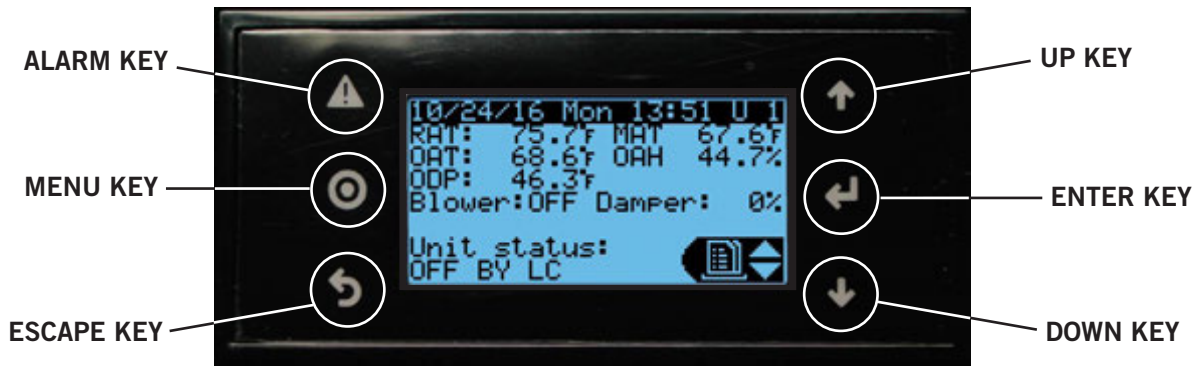 ALARM KEY
MENU KEY
ESCAPE KEY
10/24/16 Mon 13:51 U 1
RAT: 75.7°F MAT 67.6°F
OAT: 68.6°F OAH 44.7%
ODP: 46.3°F
Blower:OFF Damper: 0%
Unit status:
OFF BY LC
UP KEY
ENTER KEY
DOWN KEY